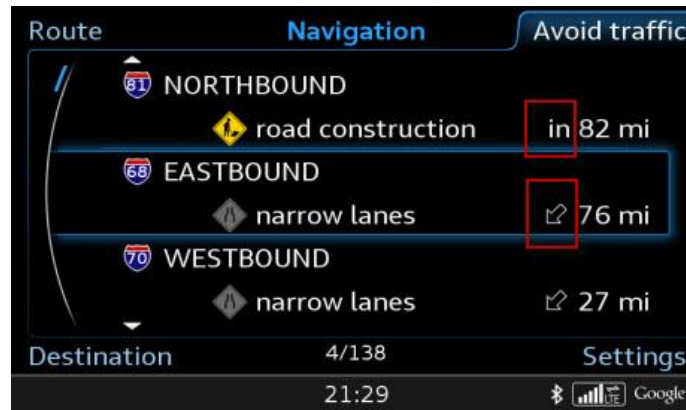 Route Navigation Avoid traffic
81 NORTHBOUND
road construction in 82 mi
68 EASTBOUND
narrow lanes 76 mi
70 WESTBOUND
narrow lanes 27 mi
Destination 4/138 Settings
21:29 LTE Google